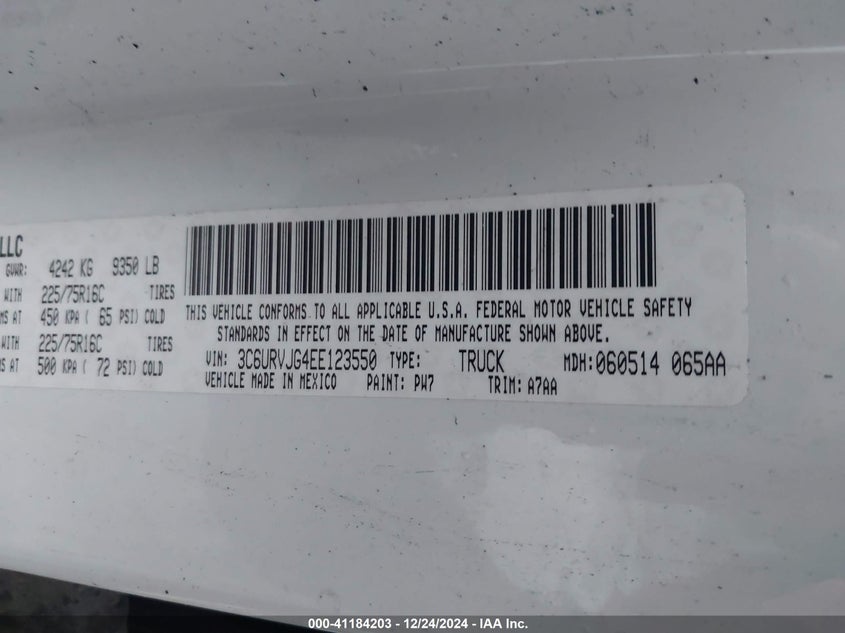 LLC
GVWR: 4242 KG 9350 LB
WITH 225/75R16C TIRES
MS AT 450 KPA ( 65 PSI) COLD
WITH 225/75R16C TIRES
MS AT 500 KPA ( 72 PSI) COLD
THIS VEHICLE CONFORMS TO ALL APPLICABLE U.S.A. FEDERAL MOTOR VEHICLE SAFETY
STANDARDS IN EFFECT ON THE DATE OF MANUFACTURE SHOWN ABOVE.
VIN: 3C6URVJG4EE123550 TYPE: TRUCK MDH:060514 065AA
VEHICLE MADE IN MEXICO PAINT: PW7 TRIM: A7AA
000-41184203 - 12/24/2024 - IAA Inc.